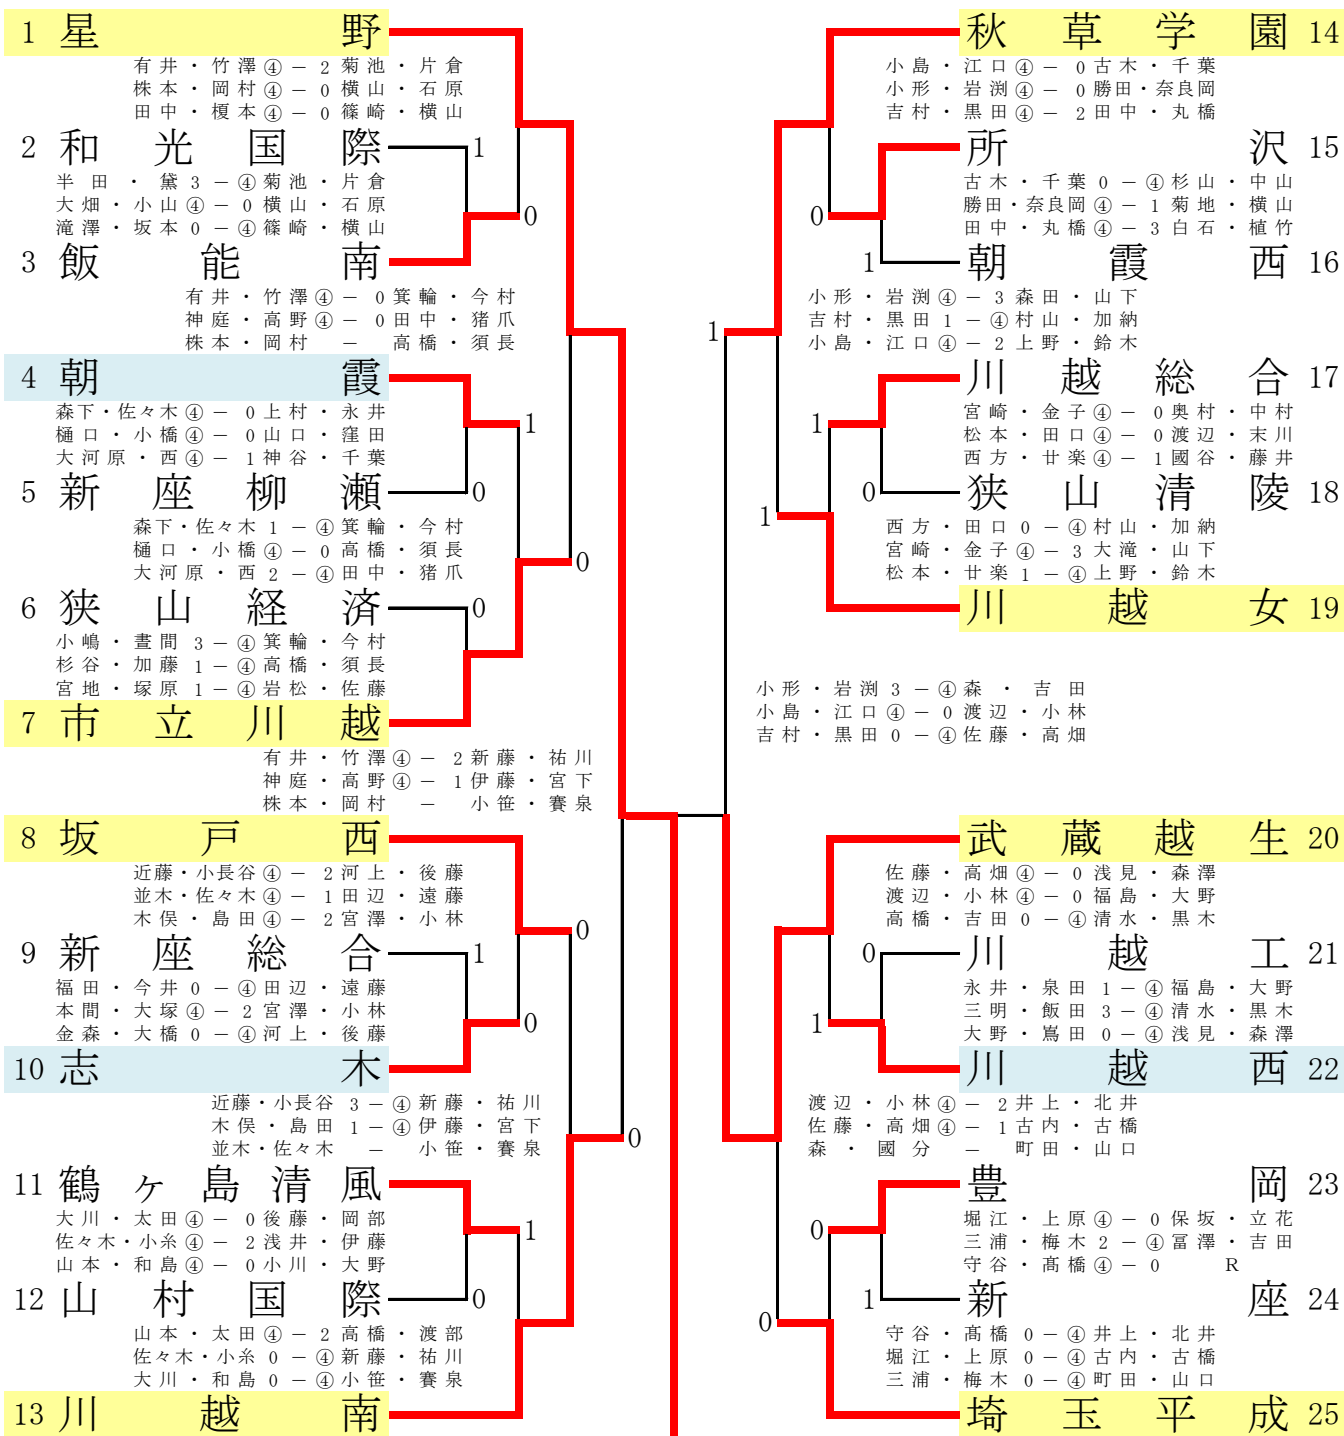 1 星野
有井・竹澤④－2菊池・片倉
株本・岡村④－0横山・石原
田中・榎本④－0篠崎・横山
2 和光国際 1
半田・黛3－④菊池・片倉
大畑・小山④－0横山・石原
滝澤・坂本0－④篠崎・横山
0
3 飯能南
有井・竹澤④－0箕輪・今村
神庭・高野④－0田中・猪爪
株本・岡村－高橋・須長
4 朝霞
森下・佐々木④－0上村・永井
樋口・小橋④－0山口・窪田
大河原・西④－1神谷・千葉
1
5 新座柳瀬 0
森下・佐々木1－④箕輪・今村
樋口・小橋④－0高橋・須長
大河原・西2－④田中・猪爪
0
6 狭山経済 0
小嶋・晝間3－④箕輪・今村
杉谷・加藤1－④高橋・須長
宮地・塚原1－④岩松・佐藤
7 市立川越
有井・竹澤④－2新藤・祐川
神庭・高野④－1伊藤・宮下
株本・岡村－小笹・賽泉
8 坂戸西
近藤・小長谷④－2河上・後藤
並木・佐々木④－1田辺・遠藤
木俣・島田④－2宮澤・小林
0
9 新座総合 1
福田・今井0－④田辺・遠藤
本間・大塚④－2宮澤・小林
金森・大橋0－④河上・後藤
0
10 志木
近藤・小長谷3－④新藤・祐川
木俣・島田1－④伊藤・宮下
並木・佐々木－小笹・賽泉
0
11 鶴ヶ島清風
大川・太田④－0後藤・岡部
佐々木・小糸④－2浅井・伊藤
山本・和島④－0小川・大野
1
12 山村国際 0
山本・太田④－2高橋・渡部
佐々木・小糸0－④新藤・祐川
大川・和島0－④小笹・賽泉
13 川越南
秋草学園 14
小島・江口④－0古木・千葉
小形・岩渕④－0勝田・奈良岡
吉村・黒田④－2田中・丸橋
所沢 15
古木・千葉0－④杉山・中山
勝田・奈良岡④－1菊地・横山
田中・丸橋④－3白石・植竹
0
1 朝霞西 16
小形・岩渕④－3森田・山下
吉村・黒田1－④村山・加納
小島・江口④－2上野・鈴木
1
川越総合 17
宮崎・金子④－0奥村・中村
松本・田口④－0渡辺・末川
西方・廿楽④－1國谷・藤井
1
0 狭山清陵 18
西方・田口0－④村山・加納
宮崎・金子④－3大滝・山下
松本・廿楽1－④上野・鈴木
1
川越女 19
小形・岩渕3－④森・吉田
小島・江口④－0渡辺・小林
吉村・黒田0－④佐藤・高畑
武蔵越生 20
佐藤・高畑④－0浅見・森澤
渡辺・小林④－0福島・大野
高橋・吉田0－④清水・黒木
0 川越工 21
永井・泉田1－④福島・大野
三明・飯田3－④清水・黒木
大野・嶌田0－④浅見・森澤
1
川越西 22
渡辺・小林④－2井上・北井
佐藤・高畑④－1古内・古橋
森・國分－町田・山口
豊岡 23
堀江・上原④－0保坂・立花
三浦・梅木2－④冨澤・吉田
守谷・髙橋④－0 R
0
1 新座 24
守谷・髙橋0－④井上・北井
堀江・上原0－④古内・古橋
三浦・梅木0－④町田・山口
0
埼玉平成 25